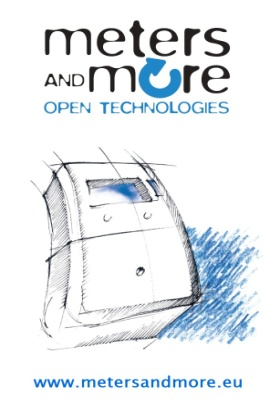 meters
AND more
OPEN TECHNOLOGIES
www.metersandmore.eu